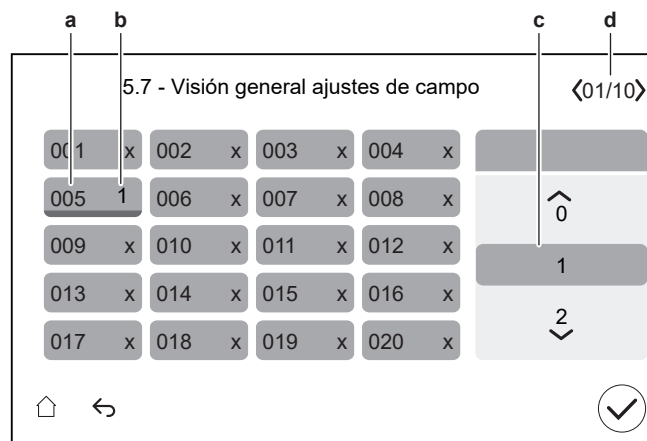 a b c d
5.7 - Visión general ajustes de campo 01/10
001 x 002 x 003 x 004 x
005 1 006 x 007 x 008 x
0
009 x 010 x 011 x 012 x
1
013 x 014 x 015 x 016 x
2
017 x 018 x 019 x 020 x